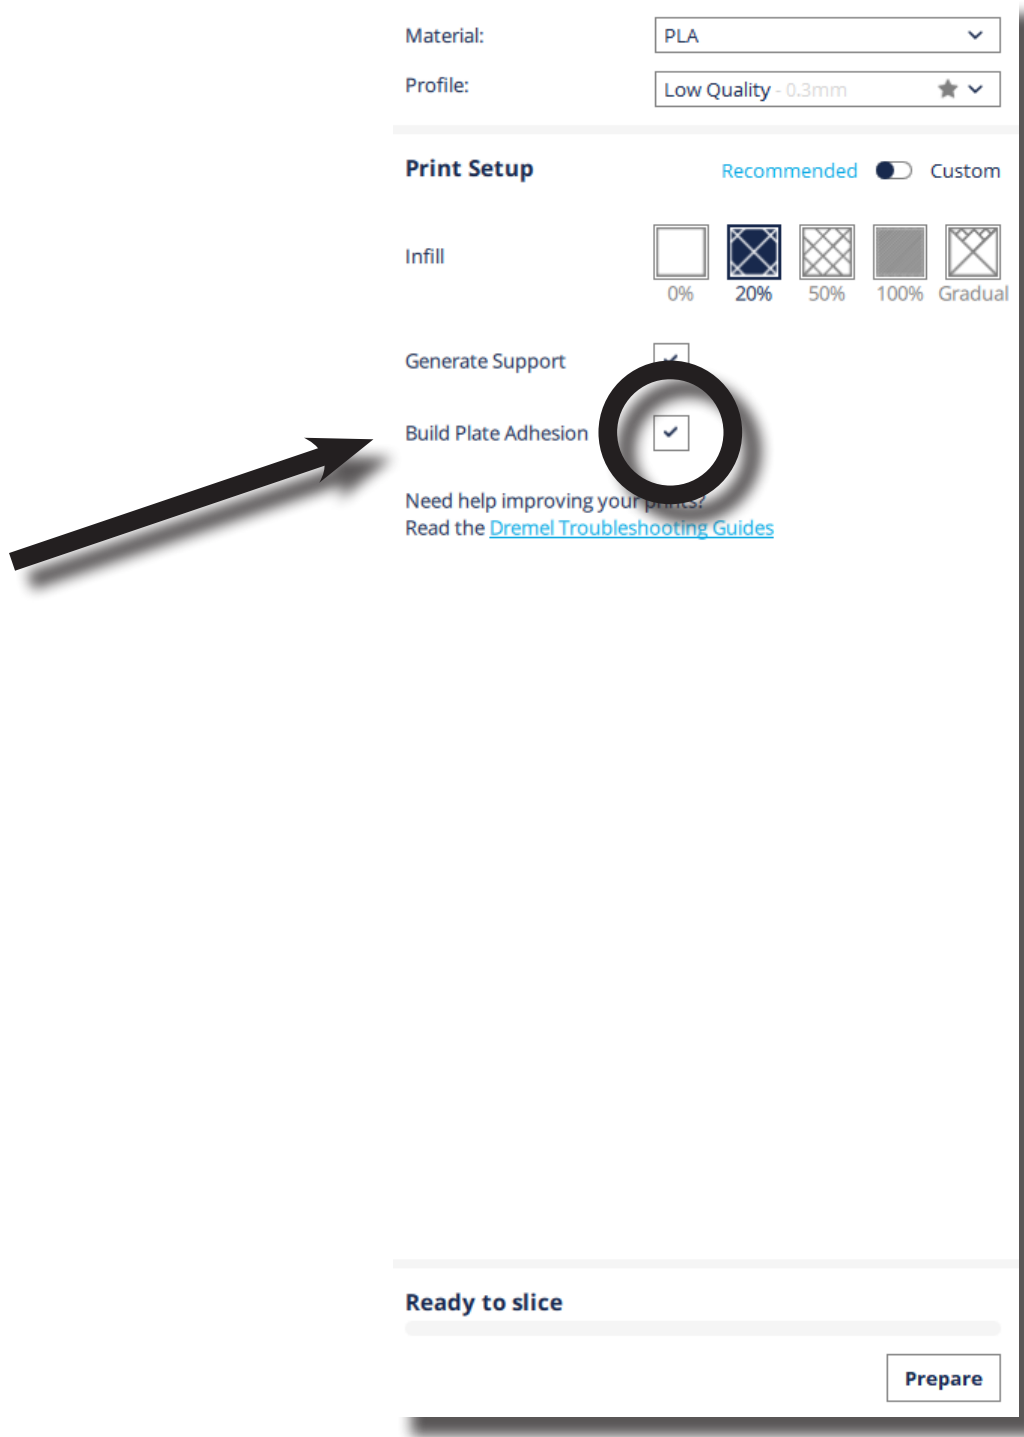 Material:
PLA
Profile:
Low Quality - 0.3mm
Print Setup
Recommended
Custom
Infill
0%
20%
50%
100%
Gradual
Generate Support
Build Plate Adhesion
Need help improving your prints?
Read the Dremel Troubleshooting Guides
Ready to slice
Prepare